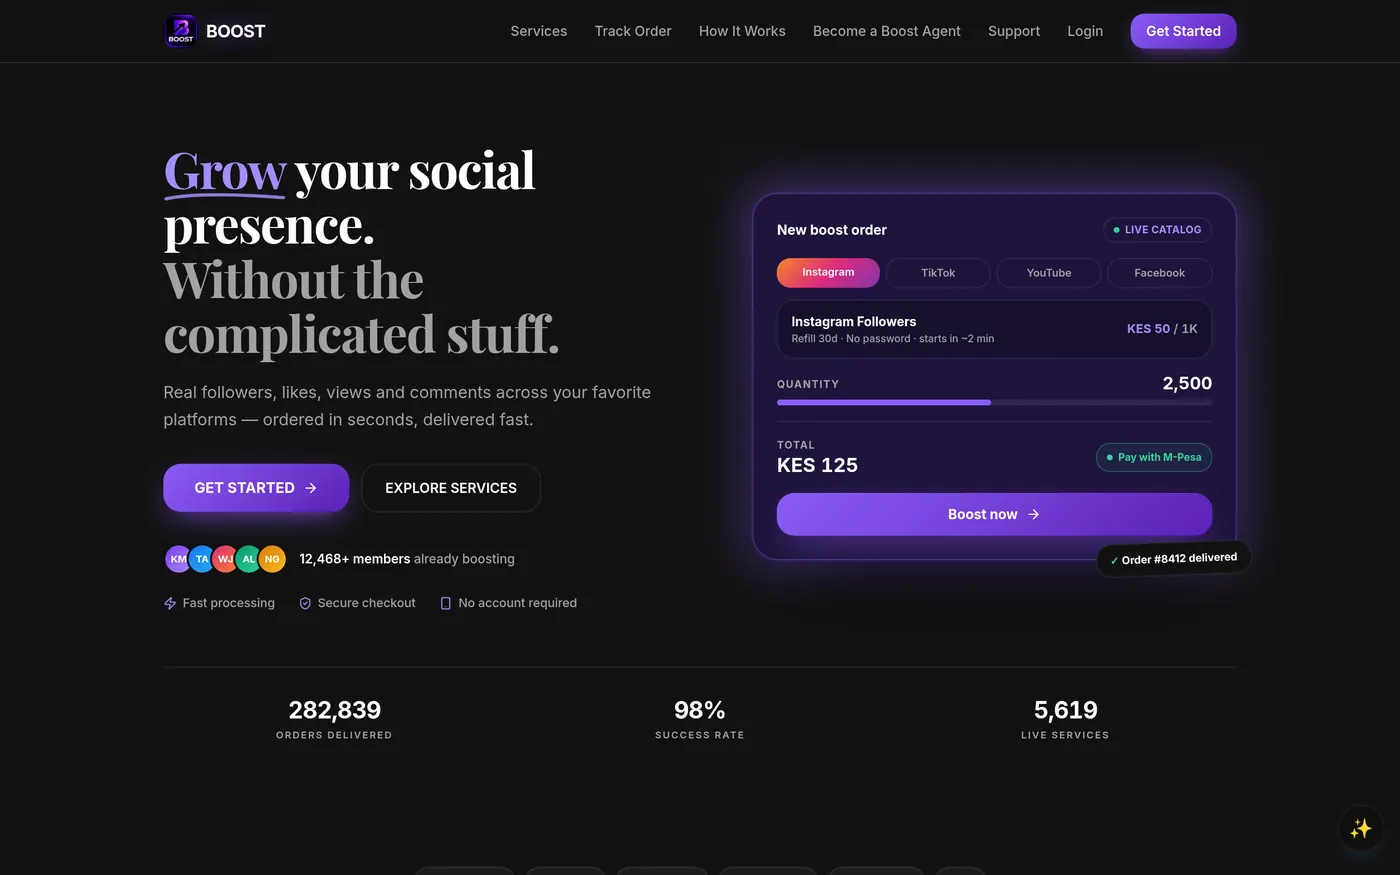 BOOST
BOOST
Services
Track Order
How It Works
Become a Boost Agent
Support
Login
Get Started
Grow your social
presence.
Without the
complicated stuff.
Real followers, likes, views and comments across your favorite
platforms — ordered in seconds, delivered fast.
GET STARTED →
EXPLORE SERVICES
KM TA WJ AL NG
12,468+ members already boosting
Fast processing
Secure checkout
No account required
New boost order
LIVE CATALOG
Instagram
TikTok
YouTube
Facebook
Instagram Followers
Refill 30d · No password · starts in ~2 min
KES 50 / 1K
QUANTITY
2,500
TOTAL
KES 125
Pay with M-Pesa
Boost now →
✓ Order #8412 delivered
282,839
ORDERS DELIVERED
98%
SUCCESS RATE
5,619
LIVE SERVICES